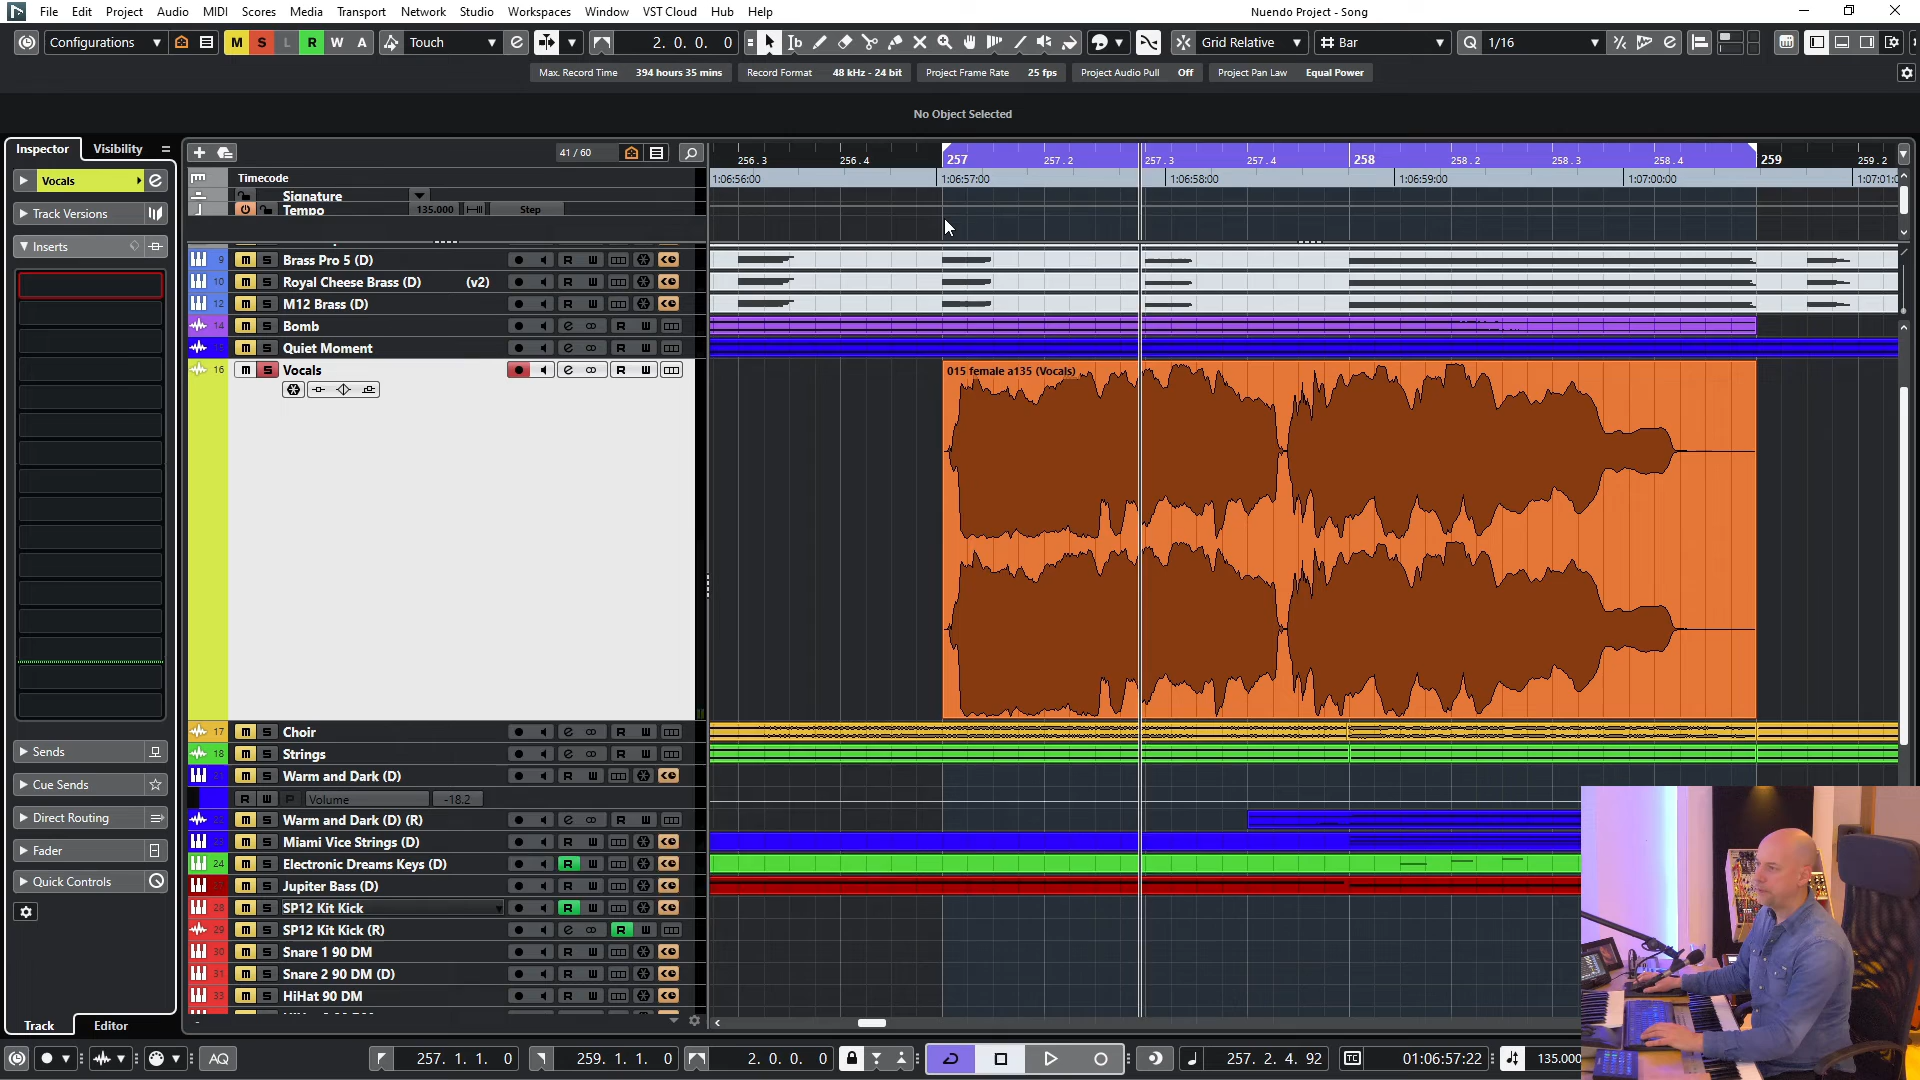 File Edit Project Audio MIDI Scores Media Transport Network Studio Workspaces Window VST Cloud Hub Help
Nuendo Project - Song
Configurations M S L R W A Touch 2. 0. 0. 0 Grid Relative Bar Q 1/16
Max. Record Time 394 hours 35 mins Record Format 48 kHz - 24 bit Project Frame Rate 25 fps Project Audio Pull Off Project Pan Law Equal Power
No Object Selected
Inspector Visibility
Vocals
Track Versions
Inserts
Sends
Cue Sends
Direct Routing
Fader
Quick Controls
Track Editor
41 / 60
256.3 256.4 257 257.2 257.3 257.4 258 258.2 258.3 258.4 259 259.2
Timecode
1:06:56:00 1:06:57:00 1:06:58:00 1:06:59:00 1:07:00:00 1:07:01:0
Signature
Tempo 135.000 Step
9 Brass Pro 5 (D)
10 Royal Cheese Brass (D) (v2)
12 M12 Brass (D)
14 Bomb
Quiet Moment
16 Vocals
015 female a135 (Vocals)
17 Choir
18 Strings
Warm and Dark (D)
R W P Volume -18.2
Warm and Dark (D) (R)
Miami Vice Strings (D)
24 Electronic Dreams Keys (D)
Jupiter Bass (D)
28 SP12 Kit Kick
29 SP12 Kit Kick (R)
30 Snare 1 90 DM
31 Snare 2 90 DM (D)
33 HiHat 90 DM
AQ 257. 1. 1. 0 259. 1. 1. 0 2. 0. 0. 0 257. 2. 4. 92 TC 01:06:57:22 135.000